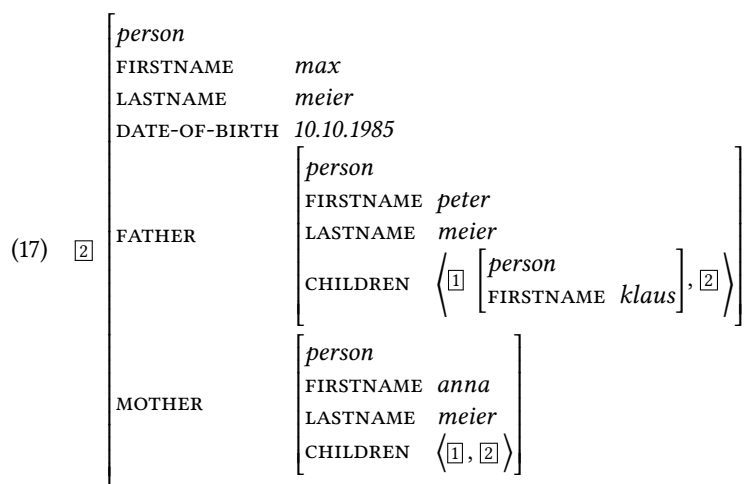 person
FIRSTNAME max
LASTNAME meier
DATE-OF-BIRTH 10.10.1985
(17) 2 FATHER person
FIRSTNAME peter
LASTNAME meier
CHILDREN ⟨ 1 person
FIRSTNAME klaus , 2 ⟩
MOTHER person
FIRSTNAME anna
LASTNAME meier
CHILDREN ⟨ 1 , 2 ⟩